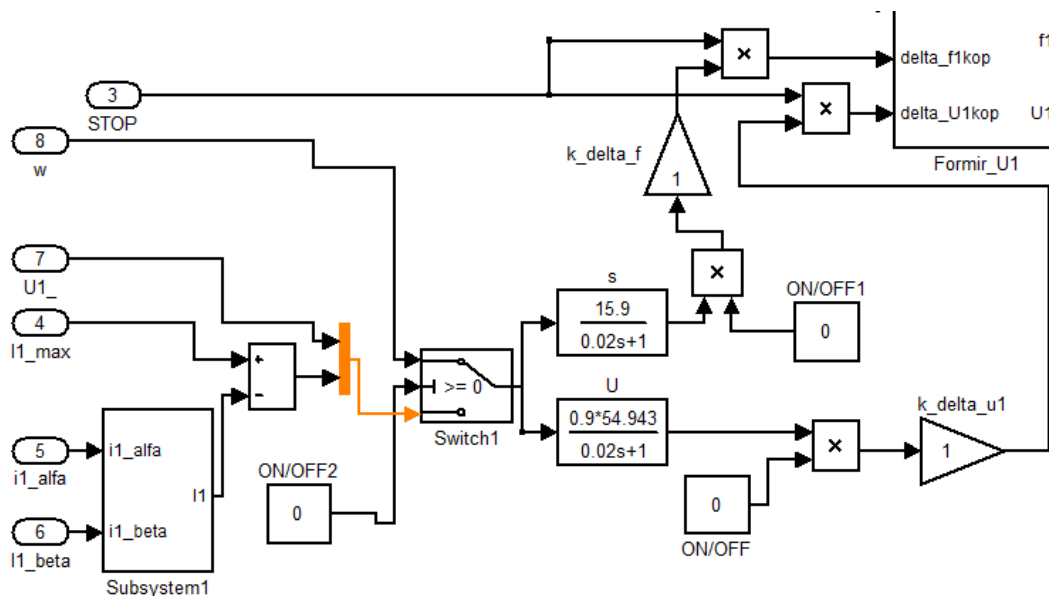 f1
delta_f1kop
3
STOP
delta_U1kop
U1
8
w
k_delta_f
1
Formir_U1
7
U1_
s
15.9
0.02s+1
ON/OFF1
0
4
I1_max
+
−
>= 0
Switch1
U
0.9*54.943
0.02s+1
k_delta_u1
1
ON/OFF2
0
0
ON/OFF
5
i1_alfa
i1_alfa
I1
6
I1_beta
i1_beta
Subsystem1
×
×
×
×